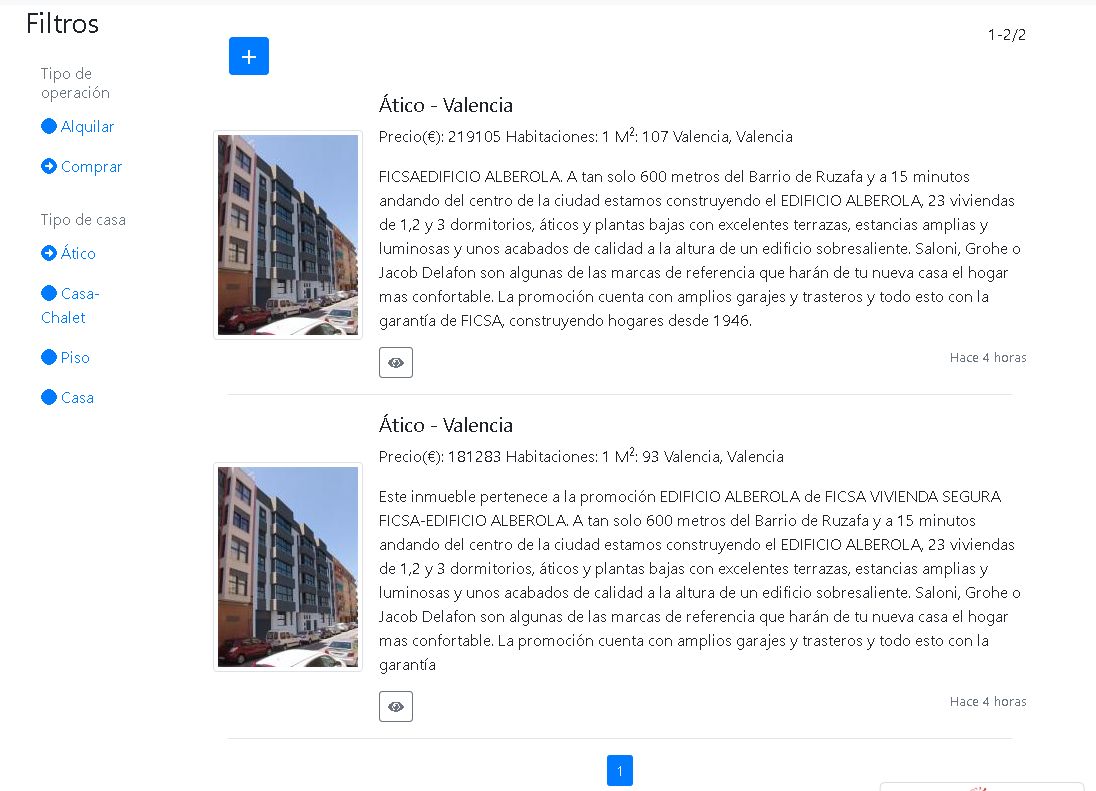 Filtros
1-2/2
+
Tipo de
operación
Alquilar
Comprar
Tipo de casa
Ático
Casa-
Chalet
Piso
Casa
Ático - Valencia
Precio(€): 219105 Habitaciones: 1 M²: 107 Valencia, Valencia
FICSAEDIFICIO ALBEROLA. A tan solo 600 metros del Barrio de Ruzafa y a 15 minutos
andando del centro de la ciudad estamos construyendo el EDIFICIO ALBEROLA, 23 viviendas
de 1,2 y 3 dormitorios, áticos y plantas bajas con excelentes terrazas, estancias amplias y
luminosas y unos acabados de calidad a la altura de un edificio sobresaliente. Saloni, Grohe o
Jacob Delafon son algunas de las marcas de referencia que harán de tu nueva casa el hogar
mas confortable. La promoción cuenta con amplios garajes y trasteros y todo esto con la
garantía de FICSA, construyendo hogares desde 1946.
Hace 4 horas
Ático - Valencia
Precio(€): 181283 Habitaciones: 1 M²: 93 Valencia, Valencia
Este inmueble pertenece a la promoción EDIFICIO ALBEROLA de FICSA VIVIENDA SEGURA
FICSA-EDIFICIO ALBEROLA. A tan solo 600 metros del Barrio de Ruzafa y a 15 minutos
andando del centro de la ciudad estamos construyendo el EDIFICIO ALBEROLA, 23 viviendas
de 1,2 y 3 dormitorios, áticos y plantas bajas con excelentes terrazas, estancias amplias y
luminosas y unos acabados de calidad a la altura de un edificio sobresaliente. Saloni, Grohe o
Jacob Delafon son algunas de las marcas de referencia que harán de tu nueva casa el hogar
mas confortable. La promoción cuenta con amplios garajes y trasteros y todo esto con la
garantía
Hace 4 horas
1